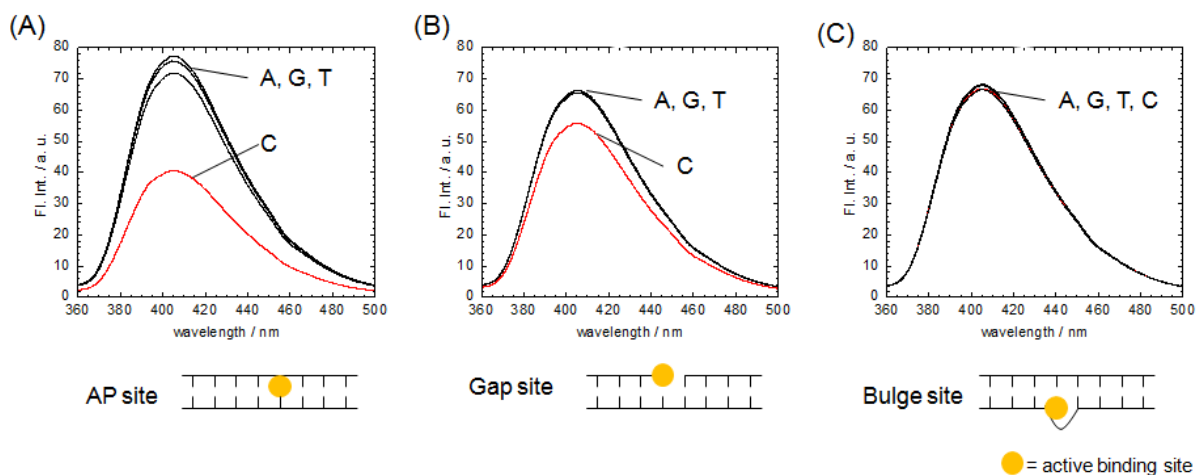 (A)
80
70
60
50
40
30
20
10
0
Fl. Int. / a. u.
A, G, T
C
360 380 400 420 440 460 480 500
wavelength / nm
AP site
(B)
80
70
60
50
40
30
20
10
0
Fl. Int. / a. u.
A, G, T
C
360 380 400 420 440 460 480 500
wavelength / nm
Gap site
(C)
80
70
60
50
40
30
20
10
0
Fl. Int. / a. u.
A, G, T, C
360 380 400 420 440 460 480 500
wavelength / nm
Bulge site
= active binding site